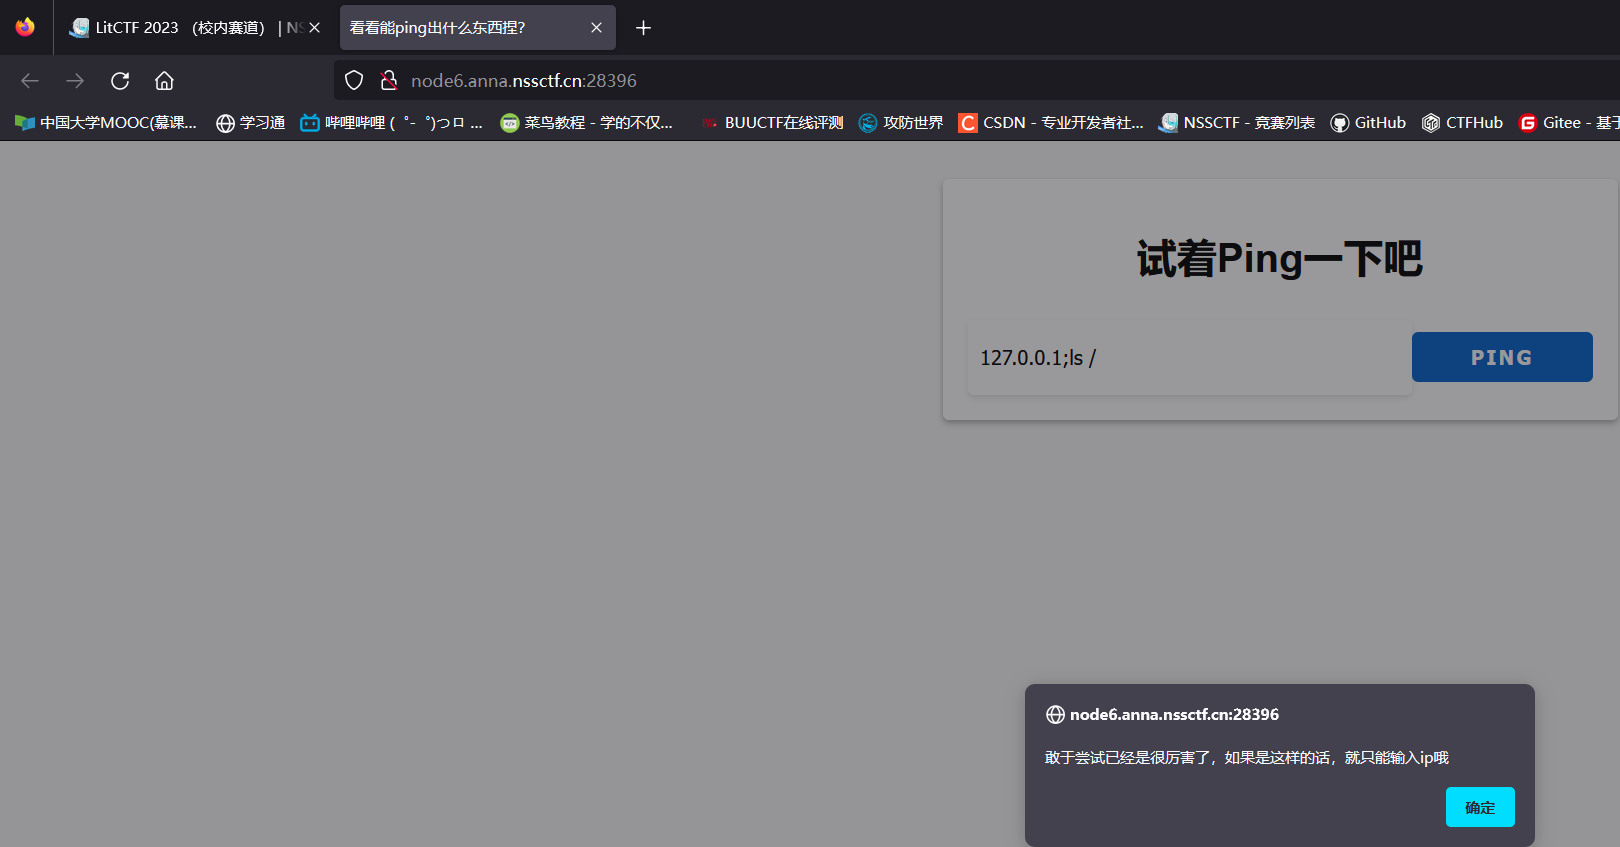 LitCTF 2023 （校内赛道） | NS
看看能ping出什么东西捏?
node6.anna.nssctf.cn:28396
中国大学MOOC(慕课... 学习通 哔哩哔哩 ( ゜- ゜)つロ ... 菜鸟教程 - 学的不仅... BUUCTF在线评测 攻防世界 CSDN - 专业开发者社... NSSCTF - 竞赛列表 GitHub CTFHub Gitee - 基于
试着Ping一下吧
127.0.0.1;ls /
PING
node6.anna.nssctf.cn:28396
敢于尝试已经是很厉害了，如果是这样的话，就只能输入ip哦
确定